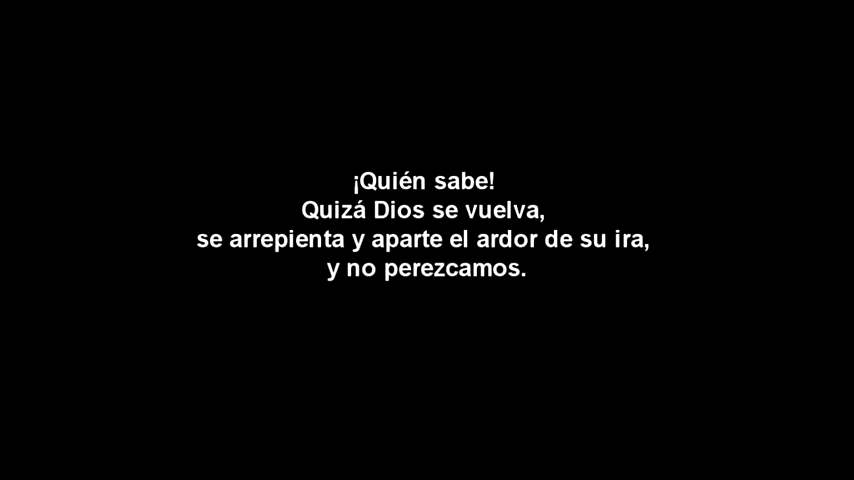 ¡Quién sabe!
Quizá Dios se vuelva,
se arrepienta y aparte el ardor de su ira,
y no perezcamos.